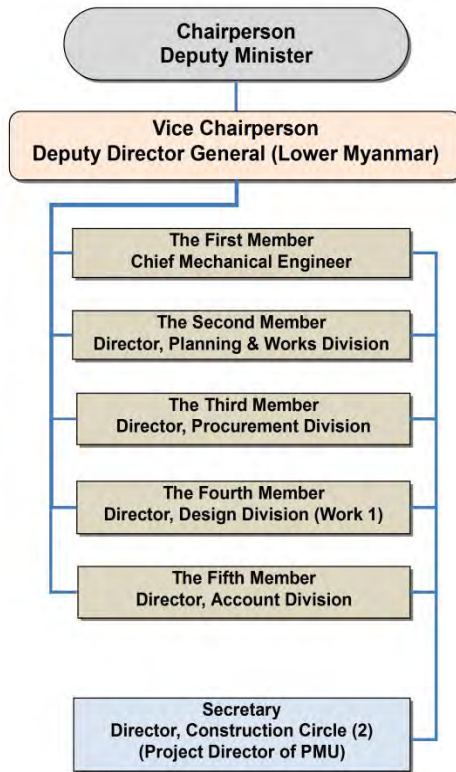 Chairperson
Deputy Minister
Vice Chairperson
Deputy Director General (Lower Myanmar)
The First Member
Chief Mechanical Engineer
The Second Member
Director, Planning & Works Division
The Third Member
Director, Procurement Division
The Fourth Member
Director, Design Division (Work 1)
The Fifth Member
Director, Account Division
Secretary
Director, Construction Circle (2)
(Project Director of PMU)